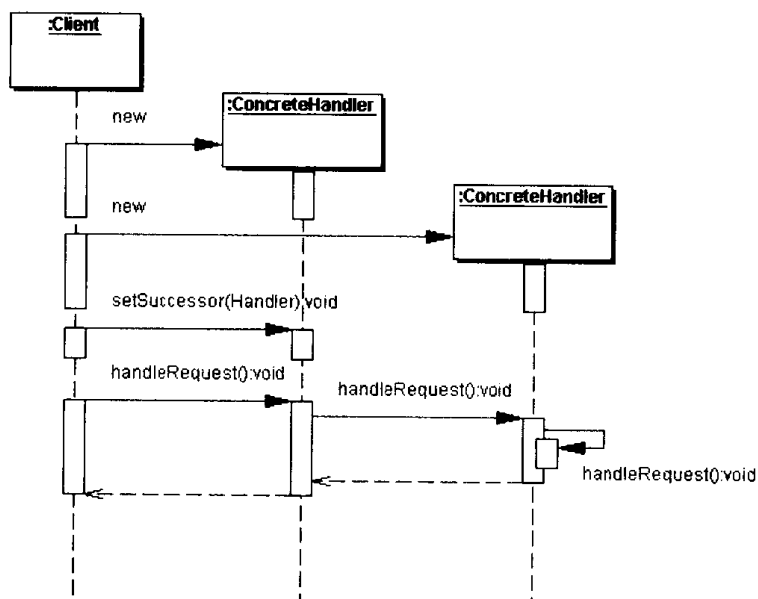 :Client
new
:ConcreteHandler
new
:ConcreteHandler
setSuccessor(Handler):void
handleRequest():void
handleRequest():void
handleRequest():void